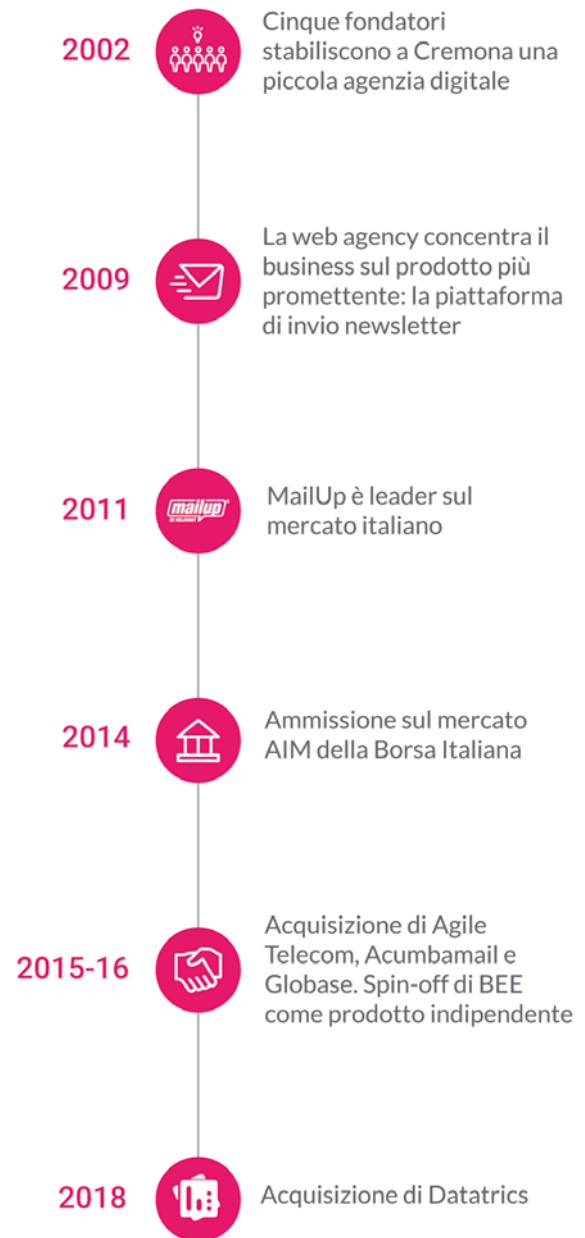 2002
Cinque fondatori
stabiliscono a Cremona una
piccola agenzia digitale
2009
La web agency concentra il
business sul prodotto più
promettente: la piattaforma
di invio newsletter
2011
mailup
BE RELEVANT
MailUp è leader sul
mercato italiano
2014
Ammissione sul mercato
AIM della Borsa Italiana
2015-16
Acquisizione di Agile
Telecom, Acumbamail e
Globase. Spin-off di BEE
come prodotto indipendente
2018
Acquisizione di Datatrics